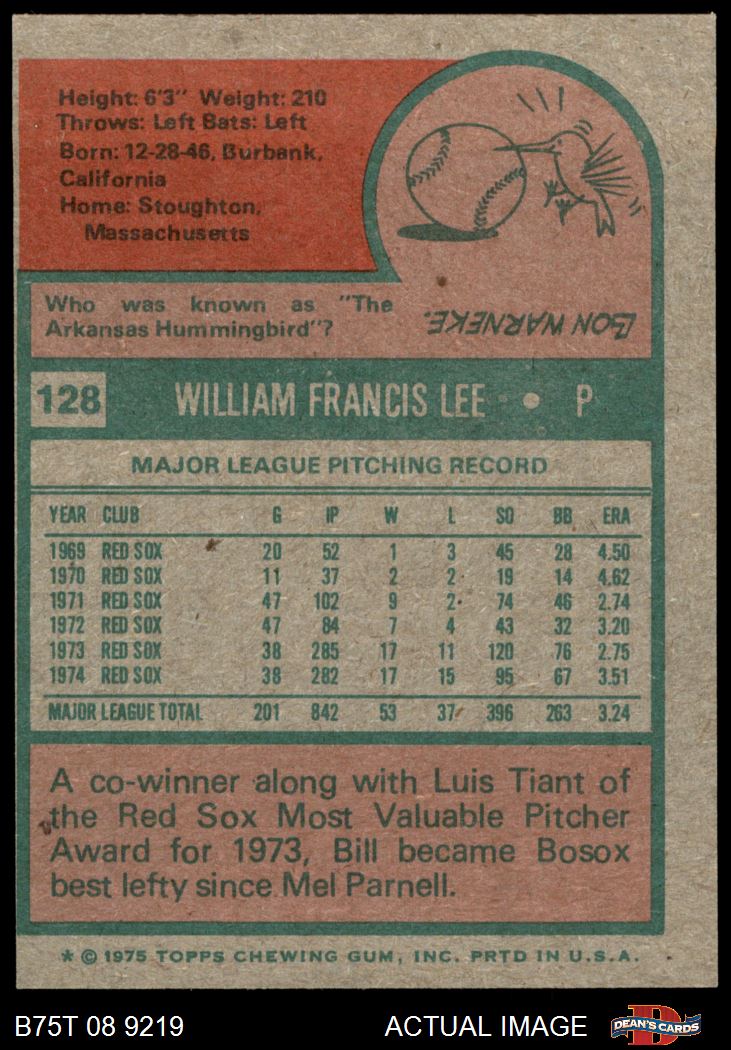 Height: 6'3" Weight: 210
Throws: Left Bats: Left
Born: 12-28-46, Burbank,
California
Home: Stoughton,
Massachusetts
Who was known as "The
Arkansas Hummingbird"?
LON WARNEKE.
128 WILLIAM FRANCIS LEE • P
MAJOR LEAGUE PITCHING RECORD
YEAR CLUB G IP W L SO BB ERA
1969 RED SOX 20 52 1 3 45 28 4.50
1970 RED SOX 11 37 2 2 19 14 4.62
1971 RED SOX 47 102 9 2 74 46 2.74
1972 RED SOX 47 84 7 4 43 32 3.20
1973 RED SOX 38 285 17 11 120 76 2.75
1974 RED SOX 38 282 17 15 95 67 3.51
MAJOR LEAGUE TOTAL 201 842 53 37 396 263 3.24
A co-winner along with Luis Tiant of
the Red Sox Most Valuable Pitcher
Award for 1973, Bill became Bosox
best lefty since Mel Parnell.
* © 1975 TOPPS CHEWING GUM, INC. PRTD IN U.S.A.
B75T 08 9219 ACTUAL IMAGE
D
DEAN'S CARDS